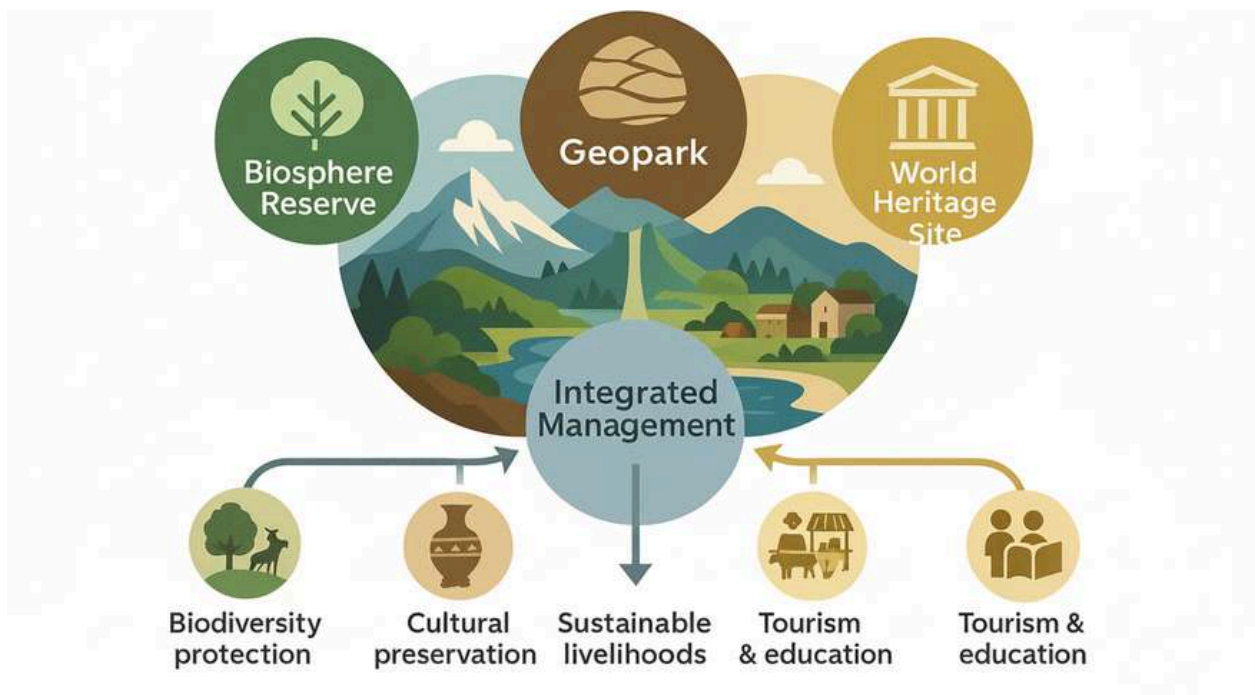 Biosphere
Reserve
Geopark
World
Heritage
Site
Integrated
Management
Biodiversity
protection
Cultural
preservation
Sustainable
livelihoods
Tourism
& education
Tourism &
education